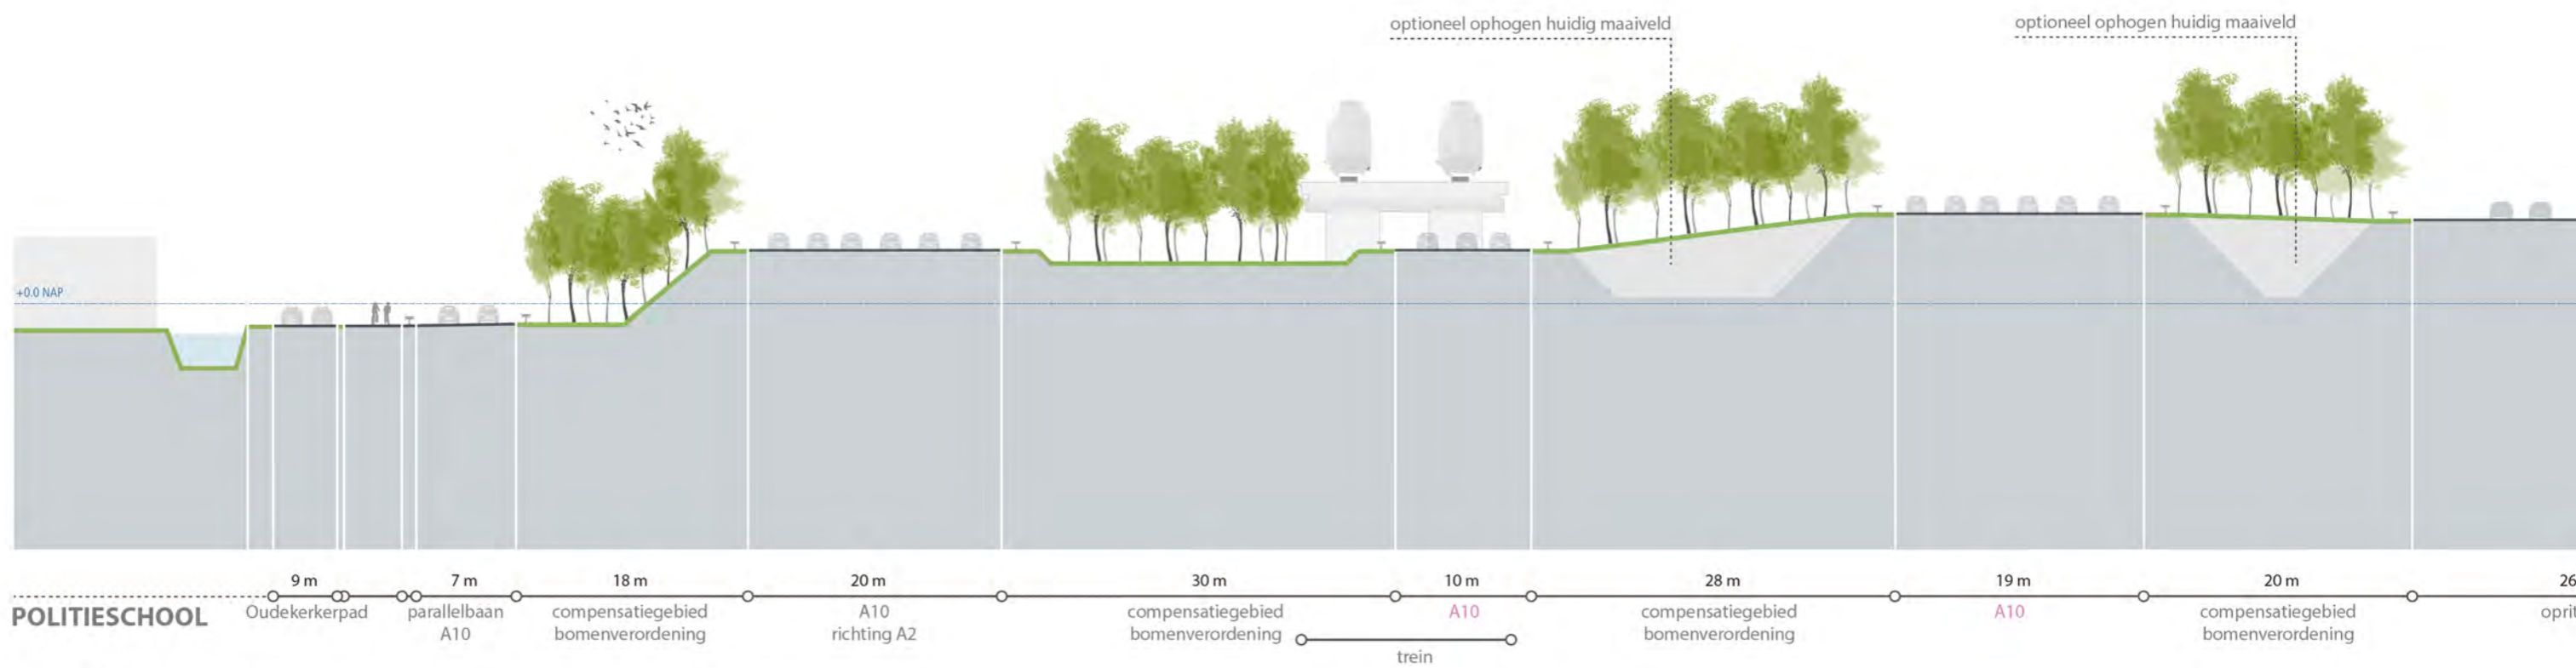 optioneel ophogen huidig maaiveld
optioneel ophogen huidig maaiveld
+0.0 NAP
9 m
7 m
18 m
20 m
30 m
10 m
28 m
19 m
20 m
26
POLITIESCHOOL
Oudekerkerpad
parallelbaan
A10
compensatiegebied
bomenverordening
A10
richting A2
compensatiegebied
bomenverordening
trein
A10
compensatiegebied
bomenverordening
A10
compensatiegebied
bomenverordening
oprit